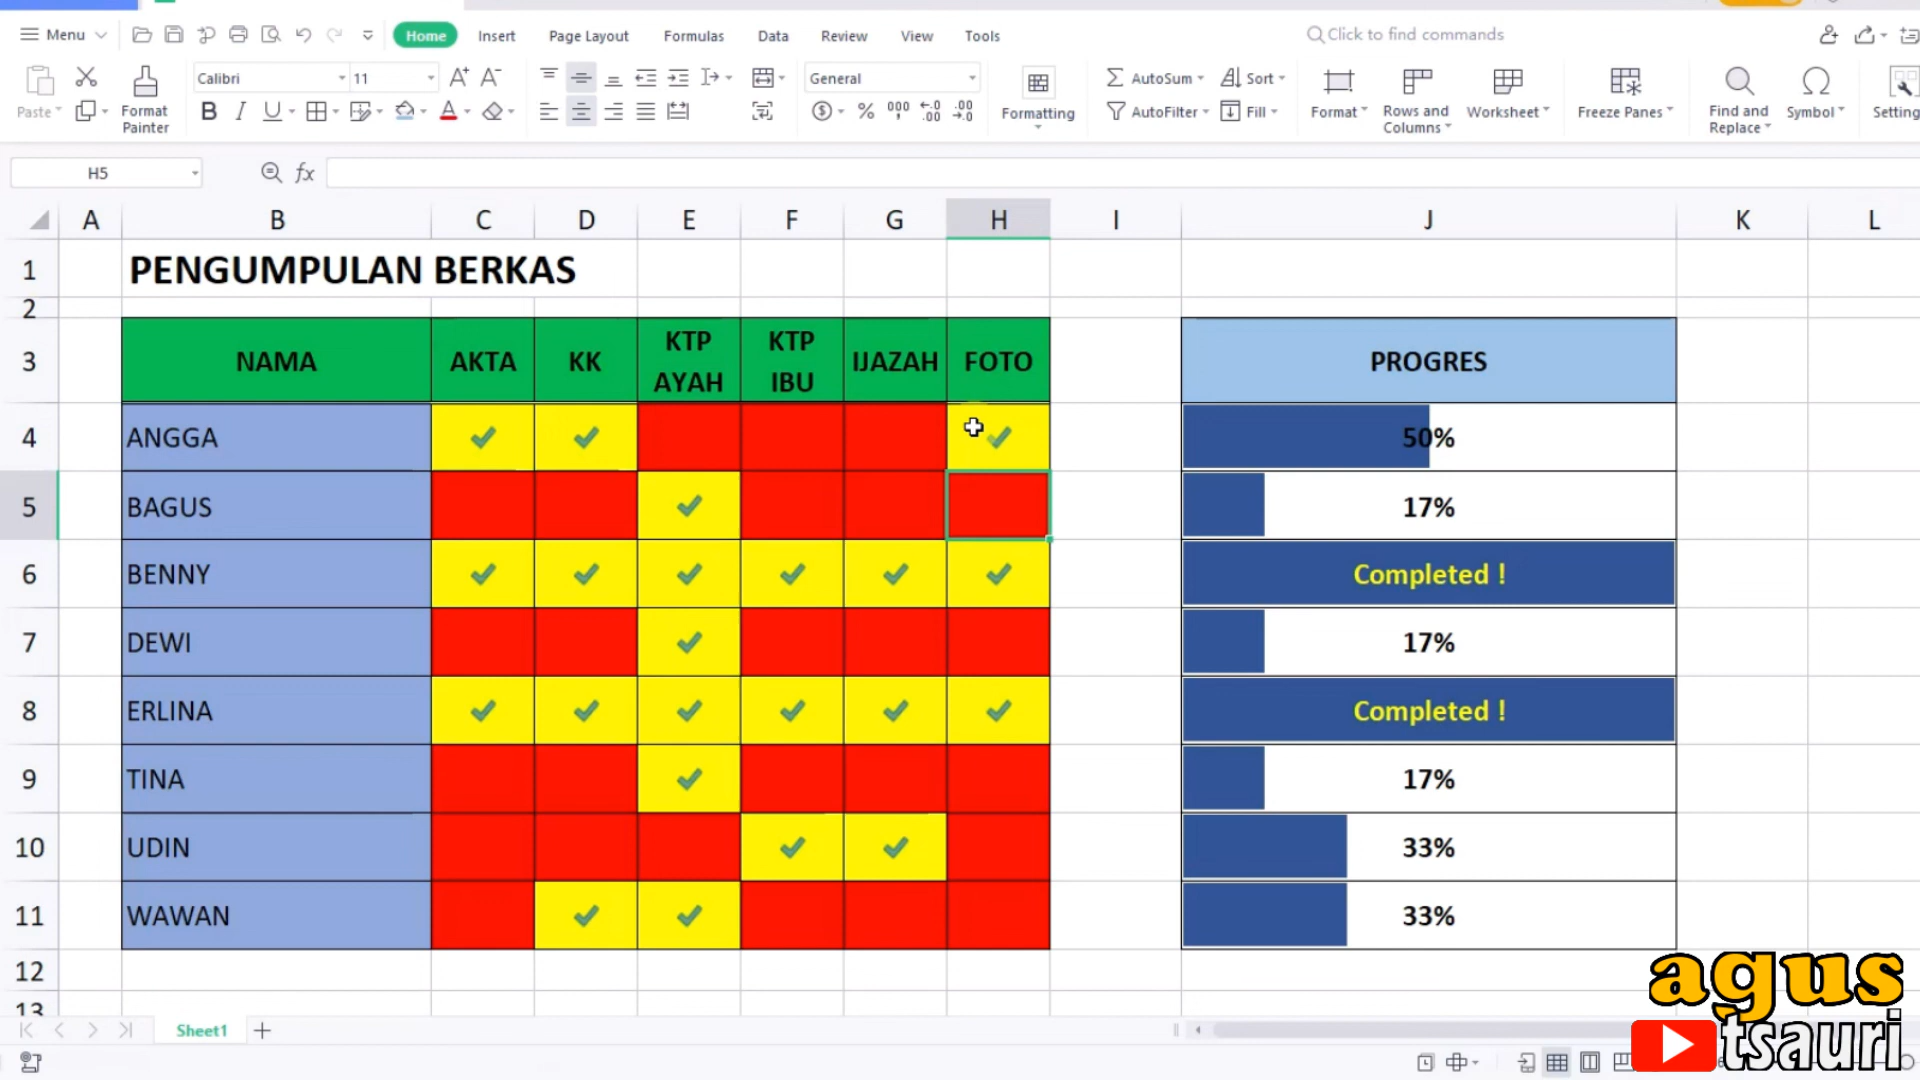 Menu Home Insert Page Layout Formulas Data Review View Tools Click to find commands
Calibri 11 General AutoSum Sort
Paste Format Painter B I U A Formatting AutoFilter Fill Format Rows and Columns Worksheet Freeze Panes Find and Replace Symbol Setting
H5 fx
A B C D E F G H I J K L
1 PENGUMPULAN BERKAS
2
3 NAMA AKTA KK KTP AYAH KTP IBU IJAZAH FOTO PROGRES
4 ANGGA ✓ ✓ ✓ 50%
5 BAGUS ✓ 17%
6 BENNY ✓ ✓ ✓ ✓ ✓ ✓ Completed !
7 DEWI ✓ 17%
8 ERLINA ✓ ✓ ✓ ✓ ✓ ✓ Completed !
9 TINA ✓ 17%
10 UDIN ✓ ✓ 33%
11 WAWAN ✓ ✓ 33%
12
13
Sheet1
agus
tsauri